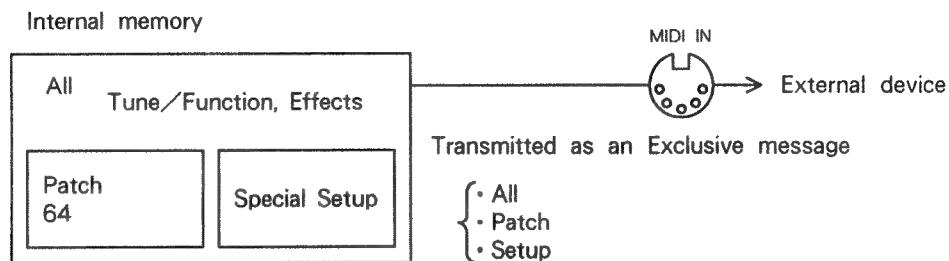 Internal memory
MIDI IN
All
Tune／Function, Effects
External device
Patch
64
Special Setup
Transmitted as an Exclusive message
・All
・Patch
・Setup